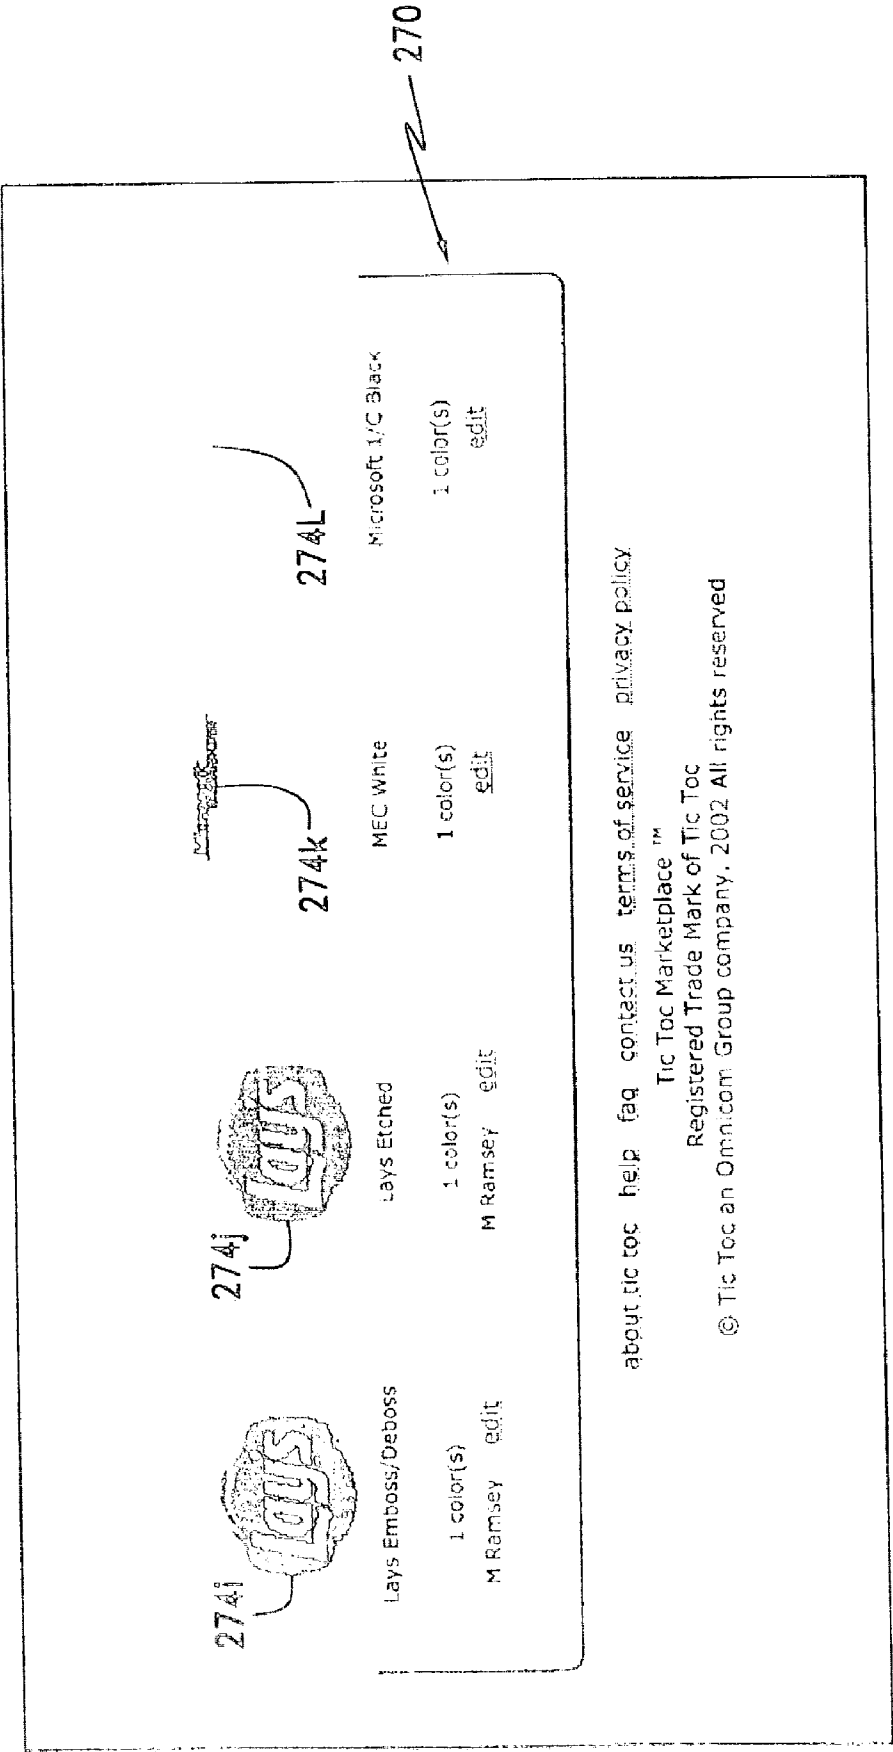 270
274i
Lays
274j
Lays
274k
Microsoft
274L
Lays Emboss/Deboss
Lays Etched
MEC White
Microsoft 1/C Black
1 color(s)
1 color(s)
1 color(s)
1 color(s)
M Ramsey edit
M Ramsey edit
edit
edit
about tic toc help faq contact us terms of service privacy policy
Tic Toc Marketplace ™
Registered Trade Mark of Tic Toc
© Tic Toc an Omnicom Group company, 2002 All rights reserved